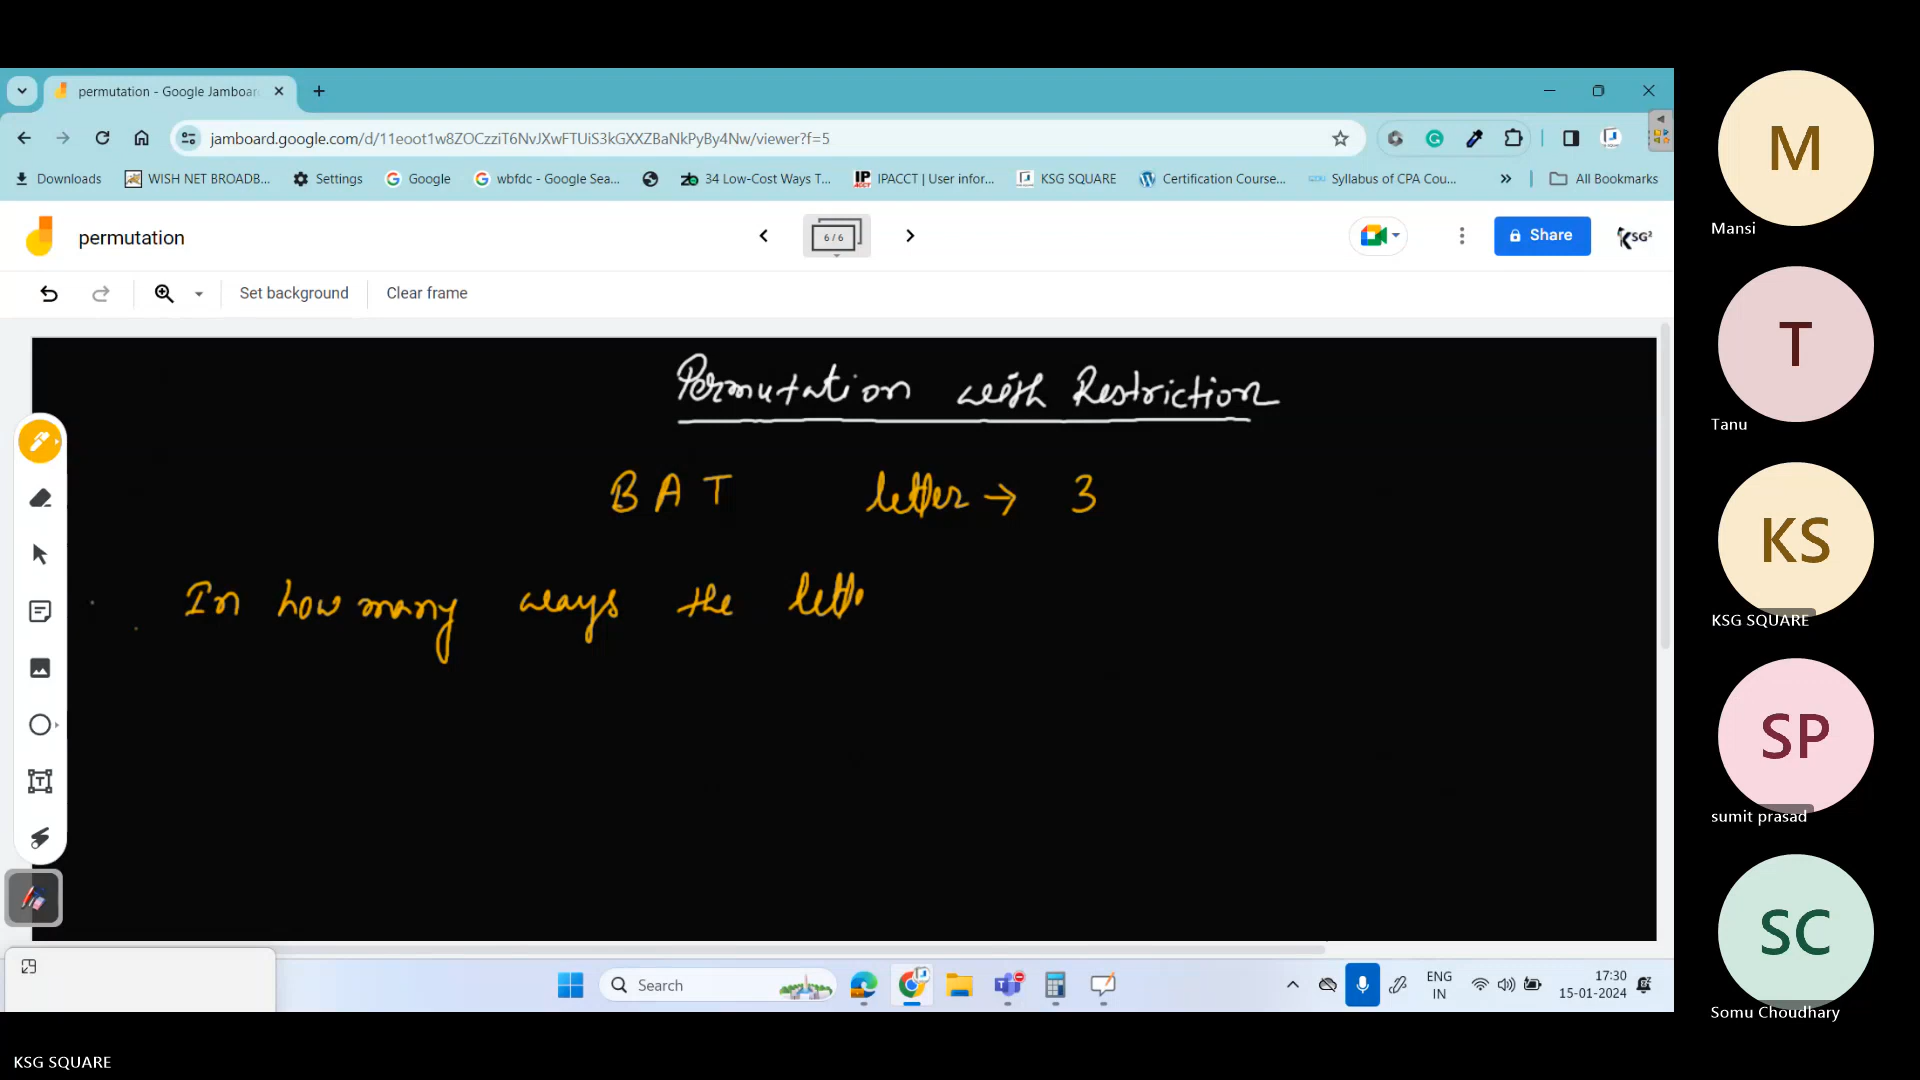 permutation - Google Jamboar
jamboard.google.com/d/11eoot1w8ZOCzziT6NvJXwFTUiS3kGXXZBaNkPyBy4Nw/viewer?f=5
Downloads WISH NET BROADB... Settings Google wbfdc - Google Sea... 34 Low-Cost Ways T... IPACCT | User infor... KSG SQUARE Certification Course... Syllabus of CPA Cou... » All Bookmarks
permutation 6 / 6 Share KSG²
Set background Clear frame
Permutation with Restriction
B A T letter → 3
In how many ways the lette
M
Mansi
T
Tanu
KS
KSG SQUARE
SP
sumit prasad
SC
Somu Choudhary
Search ENG IN 17:30 15-01-2024
KSG SQUARE